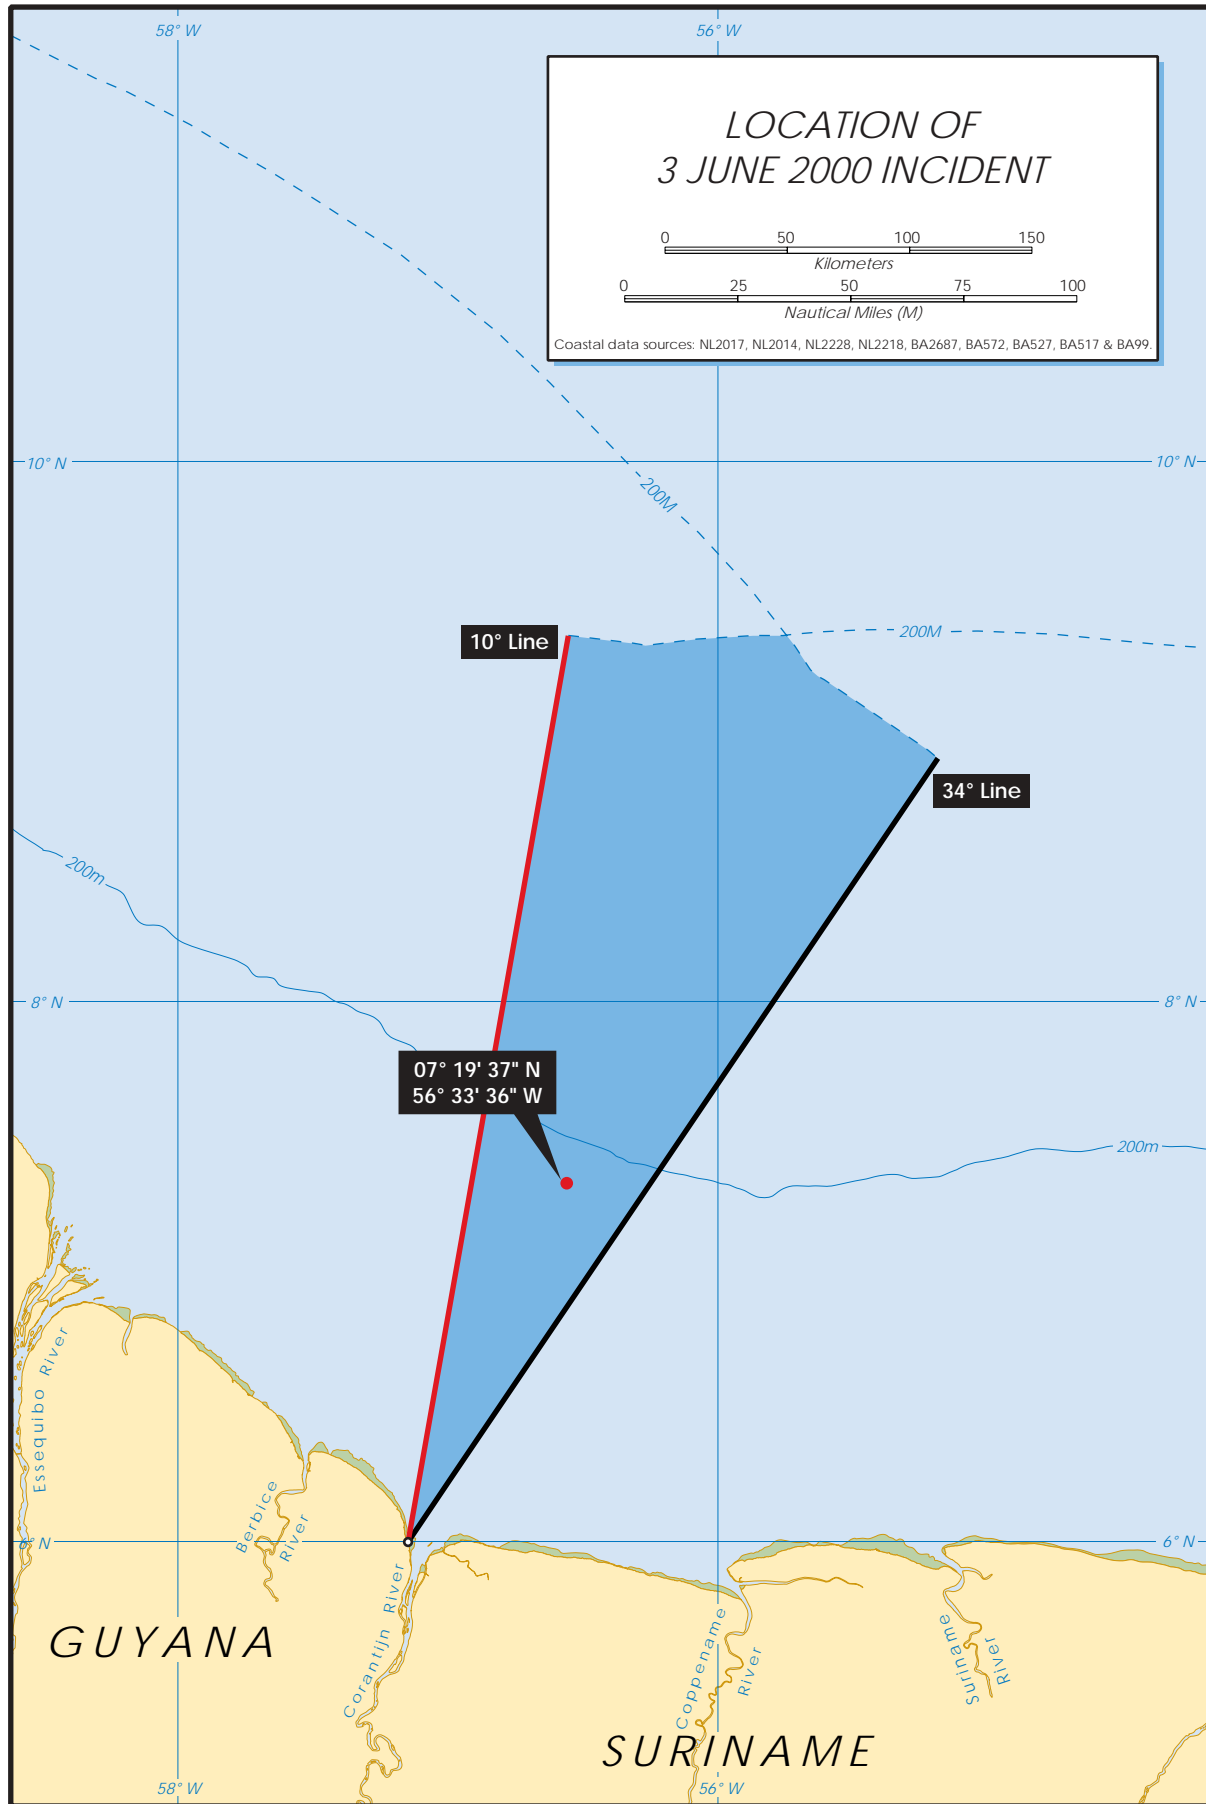 58° W
56° W
LOCATION OF
3 JUNE 2000 INCIDENT
0 50 100 150
Kilometers
0 25 50 75 100
Nautical Miles (M)
Coastal data sources: NL2017, NL2014, NL2228, NL2218, BA2687, BA572, BA527, BA517 & BA99.
10° N
10° N
200M
200M
10° Line
34° Line
200m
8° N
8° N
07° 19' 37" N
56° 33' 36" W
200m
Essequibo River
Berbice
River
6° N
6° N
Corantijn River
Coppename
River
Suriname
River
GUYANA
SURINAME
58° W
56° W